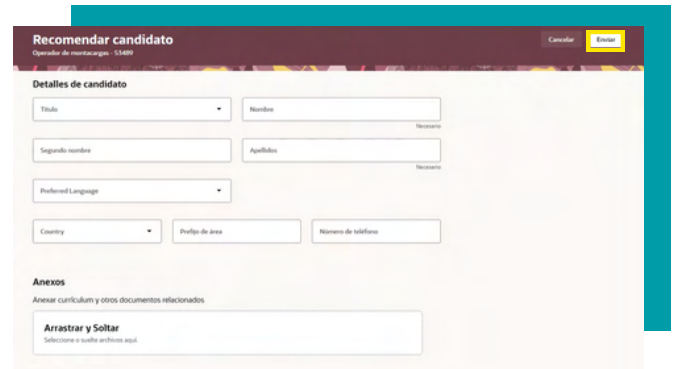 Recomendar candidato
Operador de montacargas - 53489
Cancelar
Enviar
Detalles de candidato
Título
Nombre
Necesario
Segundo nombre
Apellidos
Necesario
Preferred Language
Country
Prefijo de área
Número de teléfono
Anexos
Anexar currículum y otros documentos relacionados
Arrastrar y Soltar
Seleccione o suelte archivos aquí.